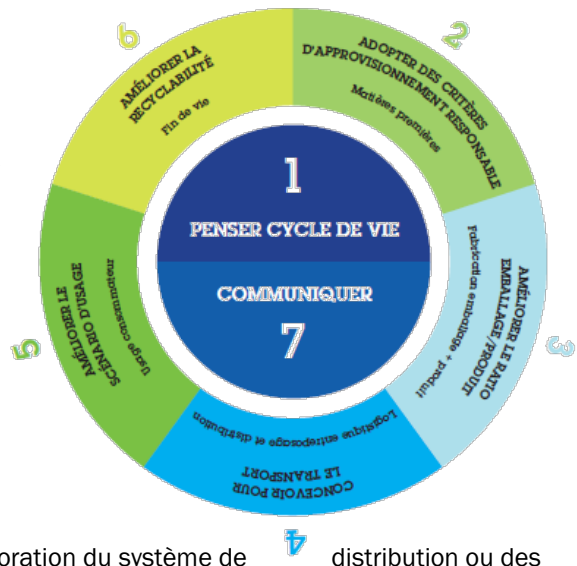 1
PENSER CYCLE DE VIE
COMMUNIQUER
7
2
ADOPTER DES CRITÈRES
D'APPROVISIONNEMENT RESPONSABLE
Matières premières
3
AMÉLIORER LE RATIO
EMBALLAGE/PRODUIT
Fabrication emballage + produit
4
CONCEVOIR POUR
LE TRANSPORT
Logistique entreposage et distribution
5
AMÉLIORER LE
SCÉNARIO D'USAGE
Usage consommateur
6
AMÉLIORER LA
RECYCLABILITÉ
Fin de vie
oration du système de distribution ou des